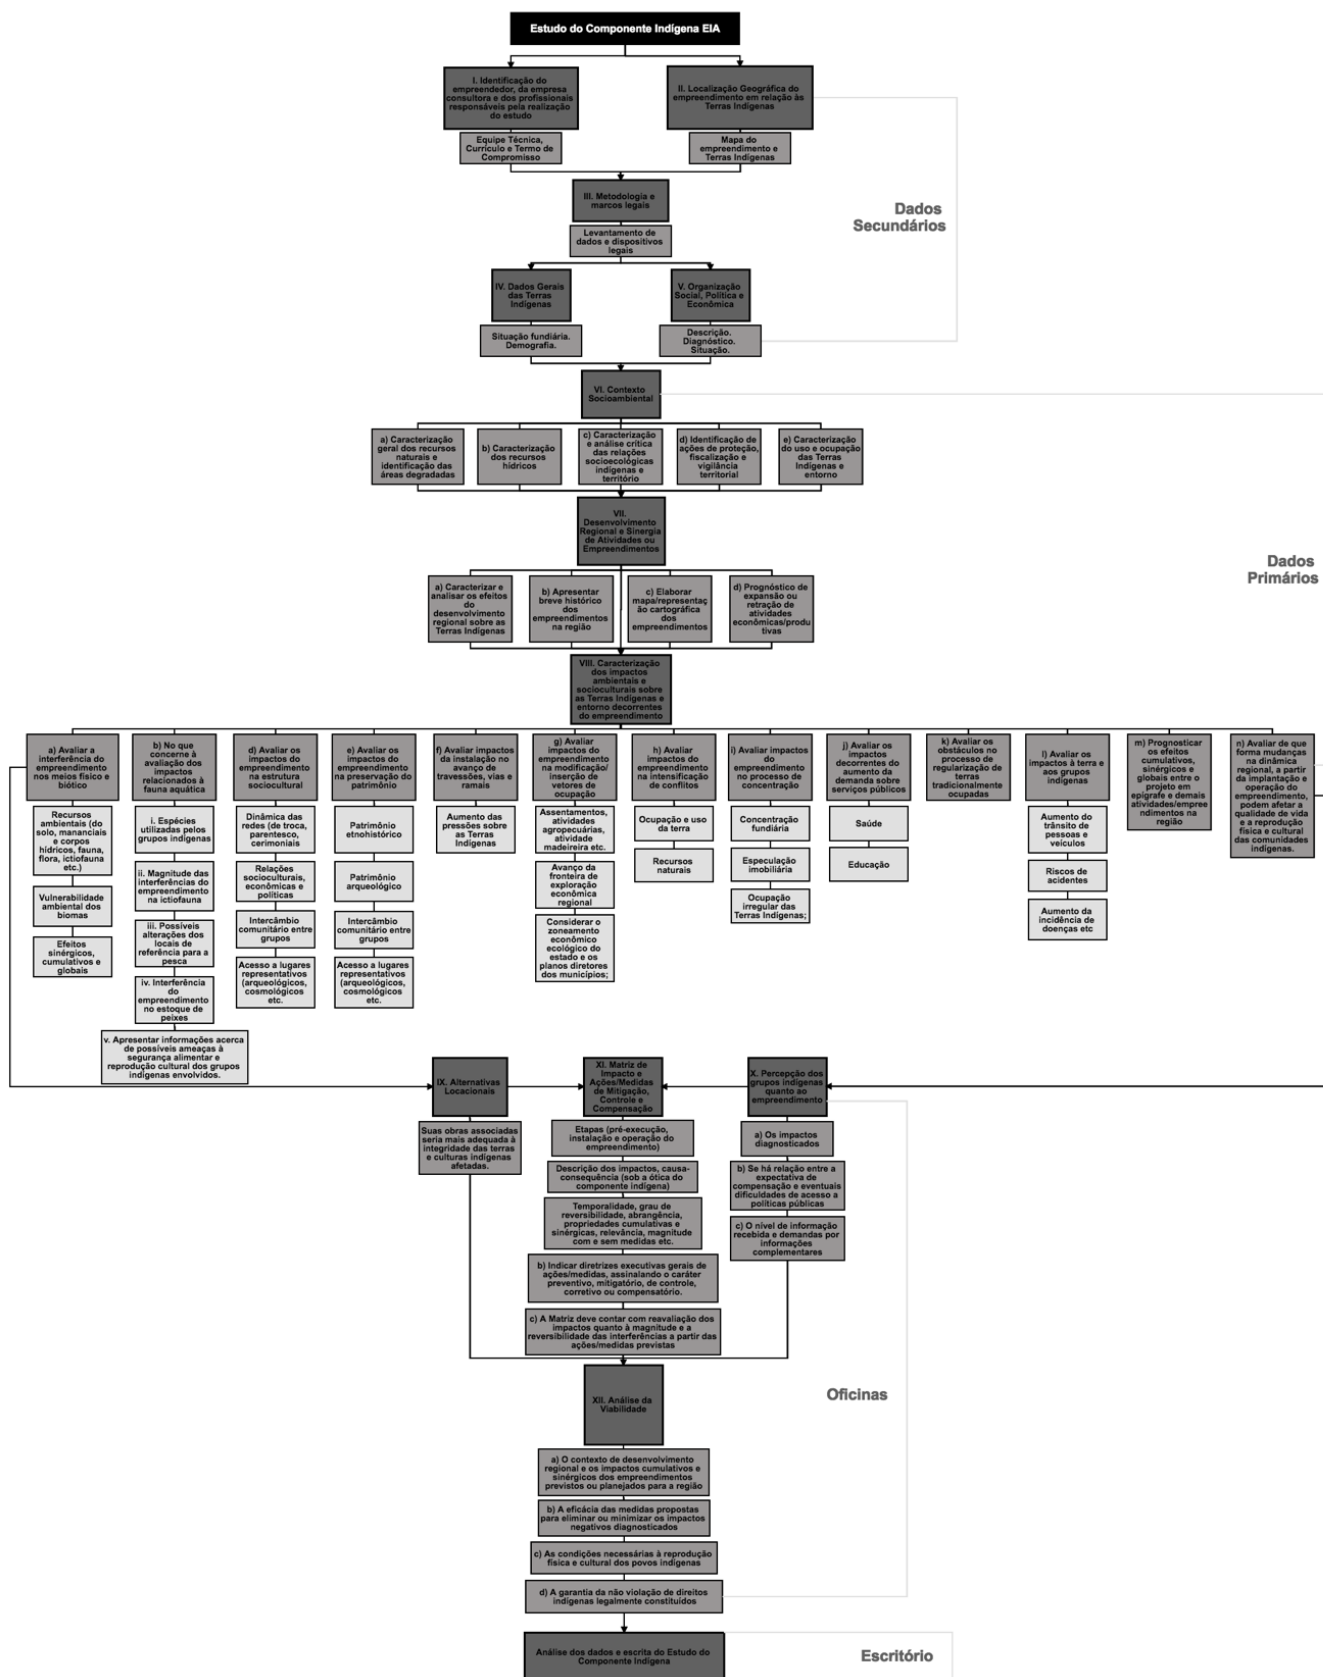 Estudo do Componente Indígena EIA
I. Identificação do
empreendedor, da empresa
consultora e dos profissionais
responsáveis pela realização
do estudo
II. Localização Geográfica do
empreendimento em relação às
Terras Indígenas
Equipe Técnica,
Currículo e Termo de
Compromisso
Mapa do
empreendimento e
Terras Indígenas
III. Metodologia e
marcos legais
Dados
Secundários
Levantamento de
dados e dispositivos
legais
IV. Dados Gerais
das Terras
Indígenas
V. Organização
Social, Política e
Econômica
Situação fundiária.
Demografia.
Descrição.
Diagnóstico.
Situação.
VI. Contexto
Socioambiental
a) Caracterização
geral dos recursos
naturais e
identificação das
áreas degradadas
b) Caracterização
dos recursos
hídricos
c) Caracterização
e análise crítica
das relações
socioecológicas
indígenas e
território
d) Identificação de
ações de proteção,
fiscalização e
vigilância
territorial
e) Caracterização
do uso e ocupação
das Terras
Indígenas e
entorno
VII.
Desenvolvimento
Regional e Sinergia
de Atividades ou
Empreendimentos
Dados
Primários
a) Caracterizar e
analisar os efeitos
do
desenvolvimento
regional sobre as
Terras Indígenas
b) Apresentar
breve histórico
dos
empreendimentos
na região
c) Elaborar
mapa/representaç
ão cartográfica
dos
empreendimentos
d) Prognóstico de
expansão ou
retração de
atividades
econômicas/produ
tivas
VIII. Caracterização
dos impactos
ambientais e
socioculturais sobre
as Terras Indígenas e
entorno decorrentes
do empreendimento
a) Avaliar a
interferência do
empreendimento
nos meios físico e
biótico
b) No que
concerne à
avaliação dos
impactos
relacionados à
fauna aquática
d) Avaliar os
impactos do
empreendimento
na estrutura
sociocultural
e) Avaliar os
impactos do
empreendimento
na preservação do
patrimônio
f) Avaliar impactos
da instalação no
avanço de
travessões, vias e
ramais
g) Avaliar
impactos do
empreendimento
na modificação/
inserção de
vetores de
ocupação
h) Avaliar
impactos do
empreendimento
na intensificação
de conflitos
i) Avaliar impactos
do
empreendimento
no processo de
concentração
j) Avaliar os
impactos
decorrentes do
aumento da
demanda sobre
serviços públicos
k) Avaliar os
obstáculos no
processo de
regularização de
terras
tradicionalmente
ocupadas
l) Avaliar os
impactos à terra e
aos grupos
indígenas
m) Prognosticar
os efeitos
cumulativos,
sinérgicos e
globais entre o
projeto em
epígrafe e demais
atividades/empree
ndimentos na
região
n) Avaliar de que
forma mudanças
na dinâmica
regional, a partir
da implantação e
operação do
empreendimento,
podem afetar a
qualidade de vida
e a reprodução
física e cultural
das comunidades
indígenas.
Recursos
ambientais (do
solo, mananciais
e corpos
hídricos, fauna,
flora, ictiofauna
etc.)
Vulnerabilidade
ambiental dos
biomas
Efeitos
sinérgicos,
cumulativos e
globais
i. Espécies
utilizadas pelos
grupos indígenas
ii. Magnitude das
interferências do
empreendimento
na ictiofauna
iii. Possíveis
alterações dos
locais de
referência para a
pesca
iv. Interferência
do
empreendimento
no estoque de
peixes
v. Apresentar informações acerca
de possíveis ameaças à
segurança alimentar e
reprodução cultural dos grupos
indígenas envolvidos.
Dinâmica das
redes (de troca,
parentesco,
cerimoniais
Relações
socioculturais,
econômicas e
políticas
Intercâmbio
comunitário entre
grupos
Acesso a lugares
representativos
(arqueológicos,
cosmológicos
etc.
Patrimônio
etnohistórico
Patrimônio
arqueológico
Intercâmbio
comunitário entre
grupos
Acesso a lugares
representativos
(arqueológicos,
cosmológicos
etc.
Aumento das
pressões sobre
as Terras
Indígenas
Assentamentos,
atividades
agropecuárias,
atividade
madeireira etc.
Avanço da
fronteira de
exploração
econômica
regional
Considerar o
zoneamento
econômico
ecológico do
estado e os
planos diretores
dos municípios;
Ocupação e uso
da terra
Recursos
naturais
Concentração
fundiária
Especulação
imobiliária
Ocupação
irregular das
Terras Indígenas;
Saúde
Educação
Aumento do
trânsito de
pessoas e
veículos
Riscos de
acidentes
Aumento da
incidência de
doenças etc
IX. Alternativas
Locacionais
XI. Matriz de
Impacto e
Ações/Medidas
de Mitigação,
Controle e
Compensação
X. Percepção dos
grupos indígenas
quanto ao
empreendimento
Suas obras associadas
seria mais adequada à
integridade das terras
e culturas indígenas
afetadas.
Etapas (pré-execução,
instalação e operação do
empreendimento)
Descrição dos impactos, causa-
consequência (sob a ótica do
componente indígena)
Temporalidade, grau de
reversibilidade, abrangência,
propriedades cumulativas e
sinérgicas, relevância, magnitude
com e sem medidas etc.
b) Indicar diretrizes executivas gerais de
ações/medidas, assinalando o caráter
preventivo, mitigatório, de controle,
corretivo ou compensatório.
c) A Matriz deve contar com reavaliação dos
impactos quanto à magnitude e a
reversibilidade das interferências a partir das
ações/medidas previstas
a) Os impactos
diagnosticados
b) Se há relação entre a
expectativa de
compensação e eventuais
dificuldades de acesso a
políticas públicas
c) O nível de informação
recebida e demandas por
informações
complementares
XII. Análise da
Viabilidade
Oficinas
a) O contexto de desenvolvimento
regional e os impactos cumulativos e
sinérgicos dos empreendimentos
previstos ou planejados para a região
b) A eficácia das medidas propostas
para eliminar ou minimizar os impactos
negativos diagnosticados
c) As condições necessárias à reprodução
física e cultural dos povos indígenas
d) A garantia da não violação de direitos
indígenas legalmente constituídos
Análise dos dados e escrita do Estudo do
Componente Indígena
Escritório